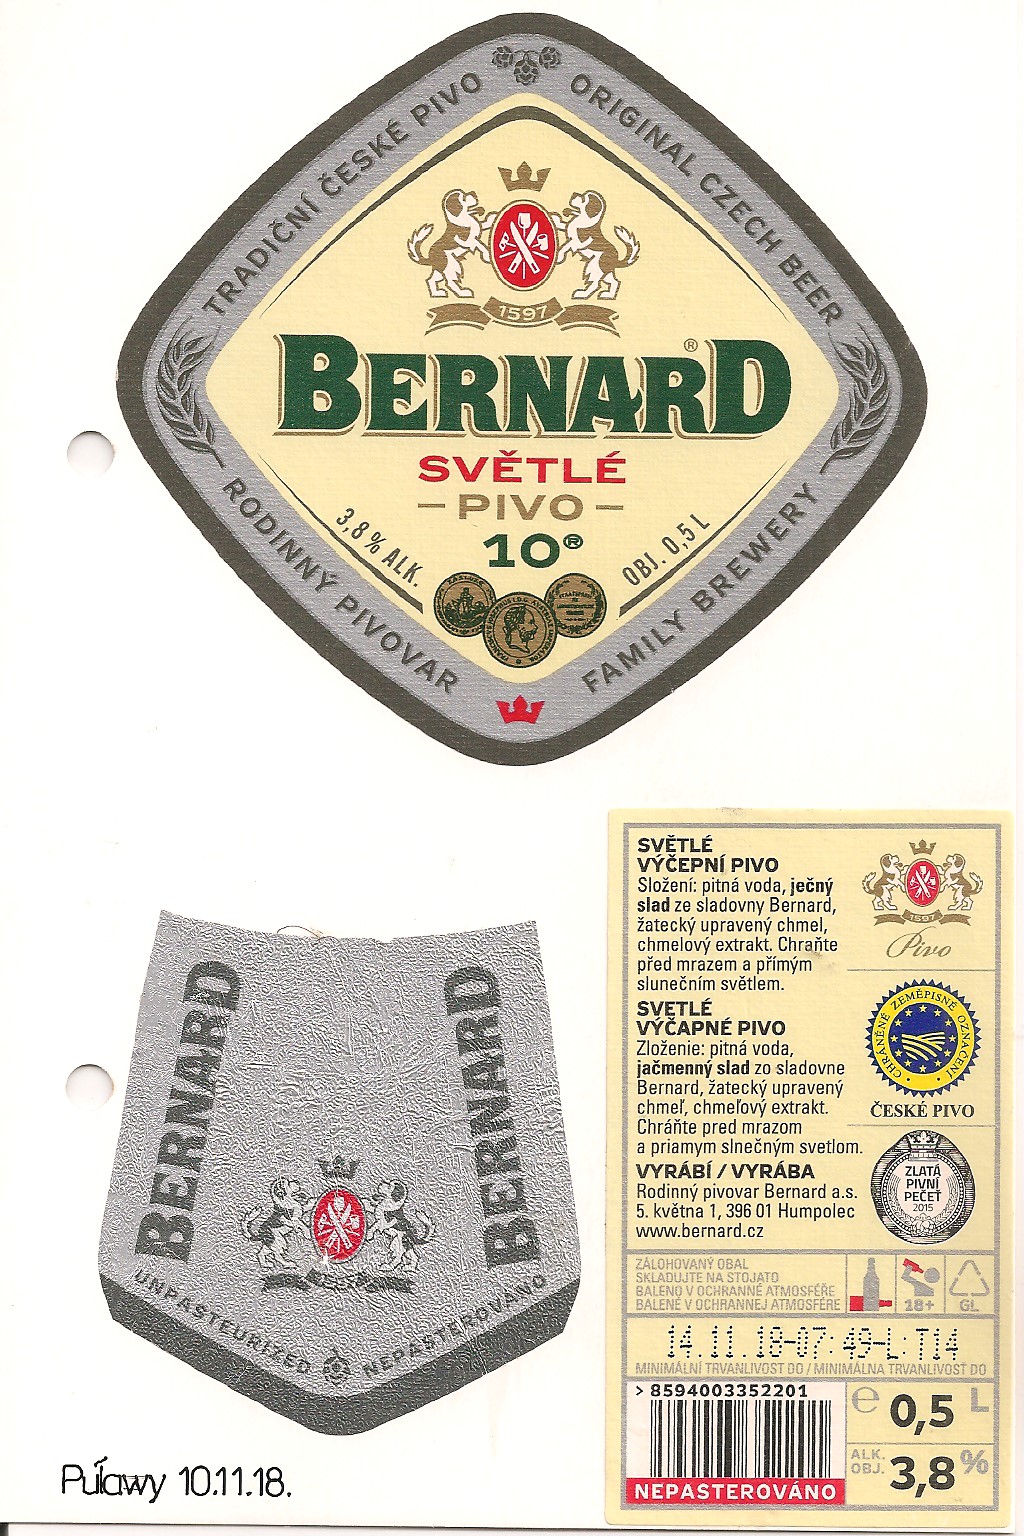 TRADIČNÍ ČESKÉ PIVO
ORIGINAL CZECH BEER
1597
BERNARD®
SVĚTLÉ
–PIVO–
10®
3,8% ALK.
OBJ. 0,5 L
RODINNÝ PIVOVAR
FAMILY BREWERY
SVĚTLÉ
VÝČEPNÍ PIVO
Složení: pitná voda, ječný
slad ze sladovny Bernard,
žatecký upravený chmel,
chmelový extrakt. Chraňte
před mrazem a přímým
slunečním světlem.
SVETLÉ
VÝČAPNÉ PIVO
Zloženie: pitná voda,
jačmenný slad zo sladovne
Bernard, žatecký upravený
chmeľ, chmeľový extrakt.
Chráňte pred mrazom
a priamym slnečným svetlom.
VYRÁBÍ / VYRÁBA
Rodinný pivovar Bernard a.s.
5. května 1, 396 01 Humpolec
www.bernard.cz
1597
Pivo
CHRÁNĚNÉ ZEMĚPISNÉ OZNAČENÍ
ČESKÉ PIVO
ZLATÁ
PIVNÍ
PEČEŤ
2015
ZÁLOHOVANÝ OBAL
SKLADUJTE NA STOJATO
BALENO V OCHRANNÉ ATMOSFÉŘE
BALENÉ V OCHRANNEJ ATMOSFÉRE
18+
GL
14.11.18-07:49-L:T14
MINIMÁLNÍ TRVANLIVOST DO / MINIMÁLNA TRVANLIVOSŤ DO
> 8594003352201
NEPASTEROVÁNO
e 0,5 L
ALK.
OBJ. 3,8 %
BERNARD
BERNARD
UNPASTEURIZED
NEPASTEROVÁNO
Puławy 10.11.18.